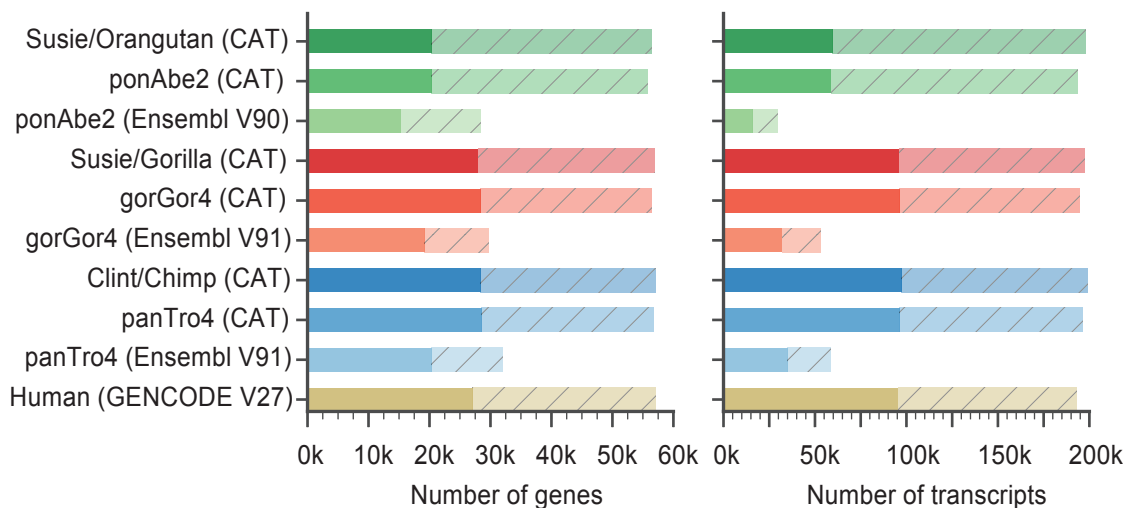 Susie/Orangutan (CAT)
ponAbe2 (CAT)
ponAbe2 (Ensembl V90)
Susie/Gorilla (CAT)
gorGor4 (CAT)
gorGor4 (Ensembl V91)
Clint/Chimp (CAT)
panTro4 (CAT)
panTro4 (Ensembl V91)
Human (GENCODE V27)
0k 10k 20k 30k 40k 50k 60k
0k 50k 100k 150k 200k
Number of genes
Number of transcripts